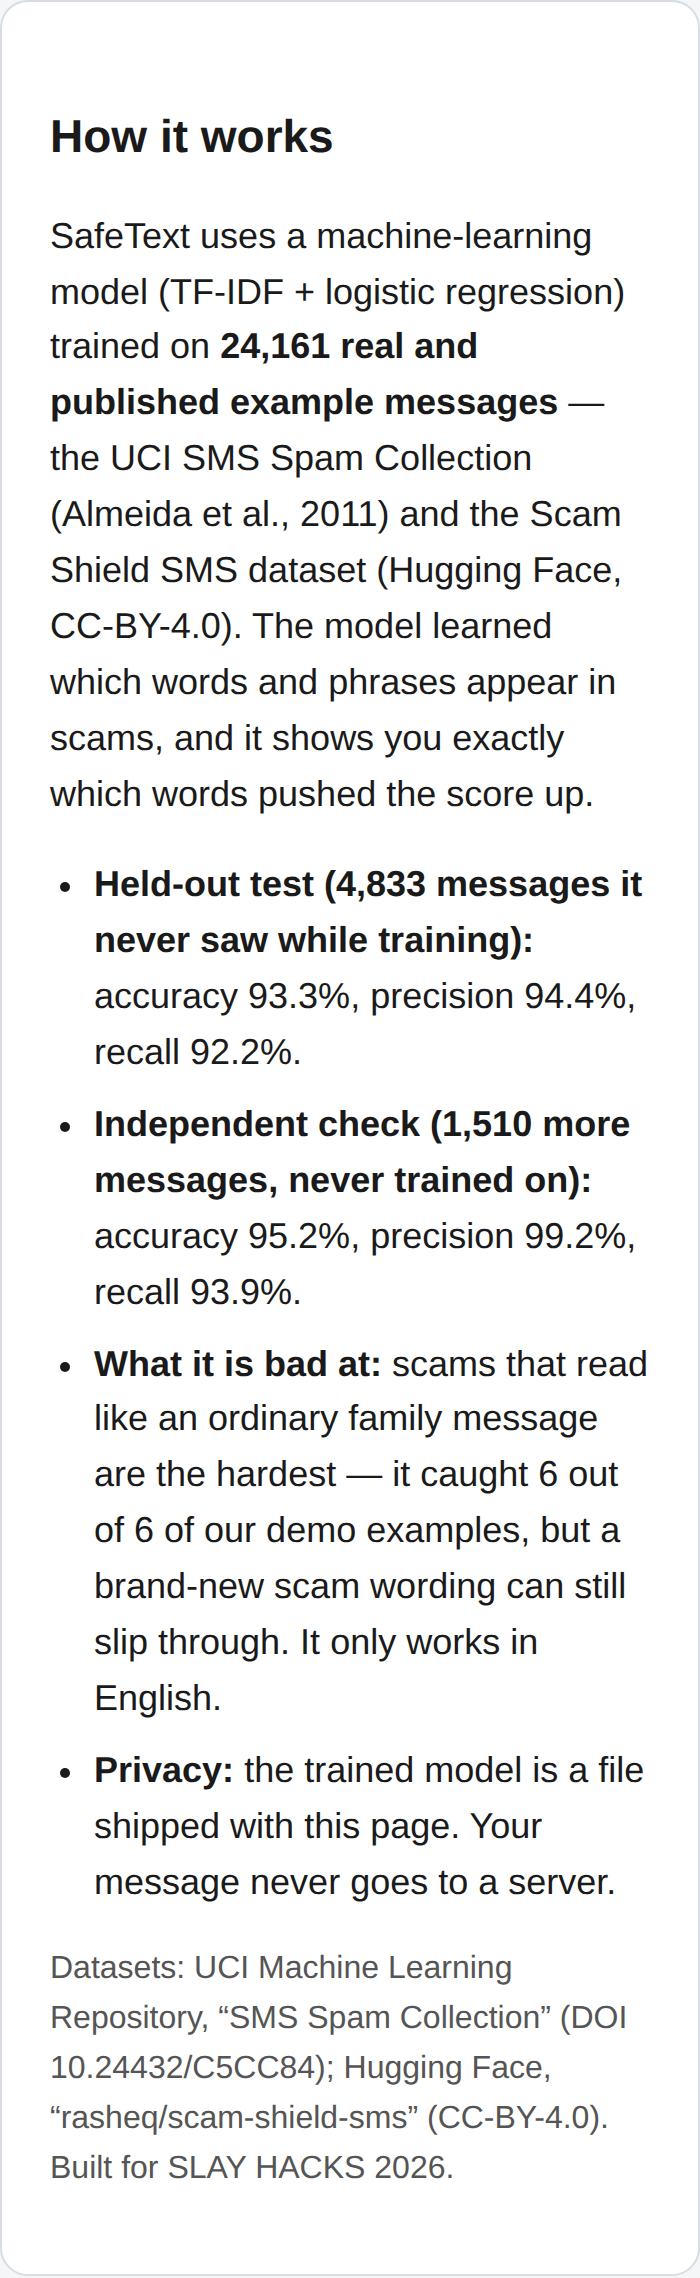 How it works
SafeText uses a machine-learning
model (TF-IDF + logistic regression)
trained on 24,161 real and
published example messages —
the UCI SMS Spam Collection
(Almeida et al., 2011) and the Scam
Shield SMS dataset (Hugging Face,
CC-BY-4.0). The model learned
which words and phrases appear in
scams, and it shows you exactly
which words pushed the score up.
• Held-out test (4,833 messages it
never saw while training):
accuracy 93.3%, precision 94.4%,
recall 92.2%.
• Independent check (1,510 more
messages, never trained on):
accuracy 95.2%, precision 99.2%,
recall 93.9%.
• What it is bad at: scams that read
like an ordinary family message
are the hardest — it caught 6 out
of 6 of our demo examples, but a
brand-new scam wording can still
slip through. It only works in
English.
• Privacy: the trained model is a file
shipped with this page. Your
message never goes to a server.
Datasets: UCI Machine Learning
Repository, “SMS Spam Collection” (DOI
10.24432/C5CC84); Hugging Face,
“rasheq/scam-shield-sms” (CC-BY-4.0).
Built for SLAY HACKS 2026.